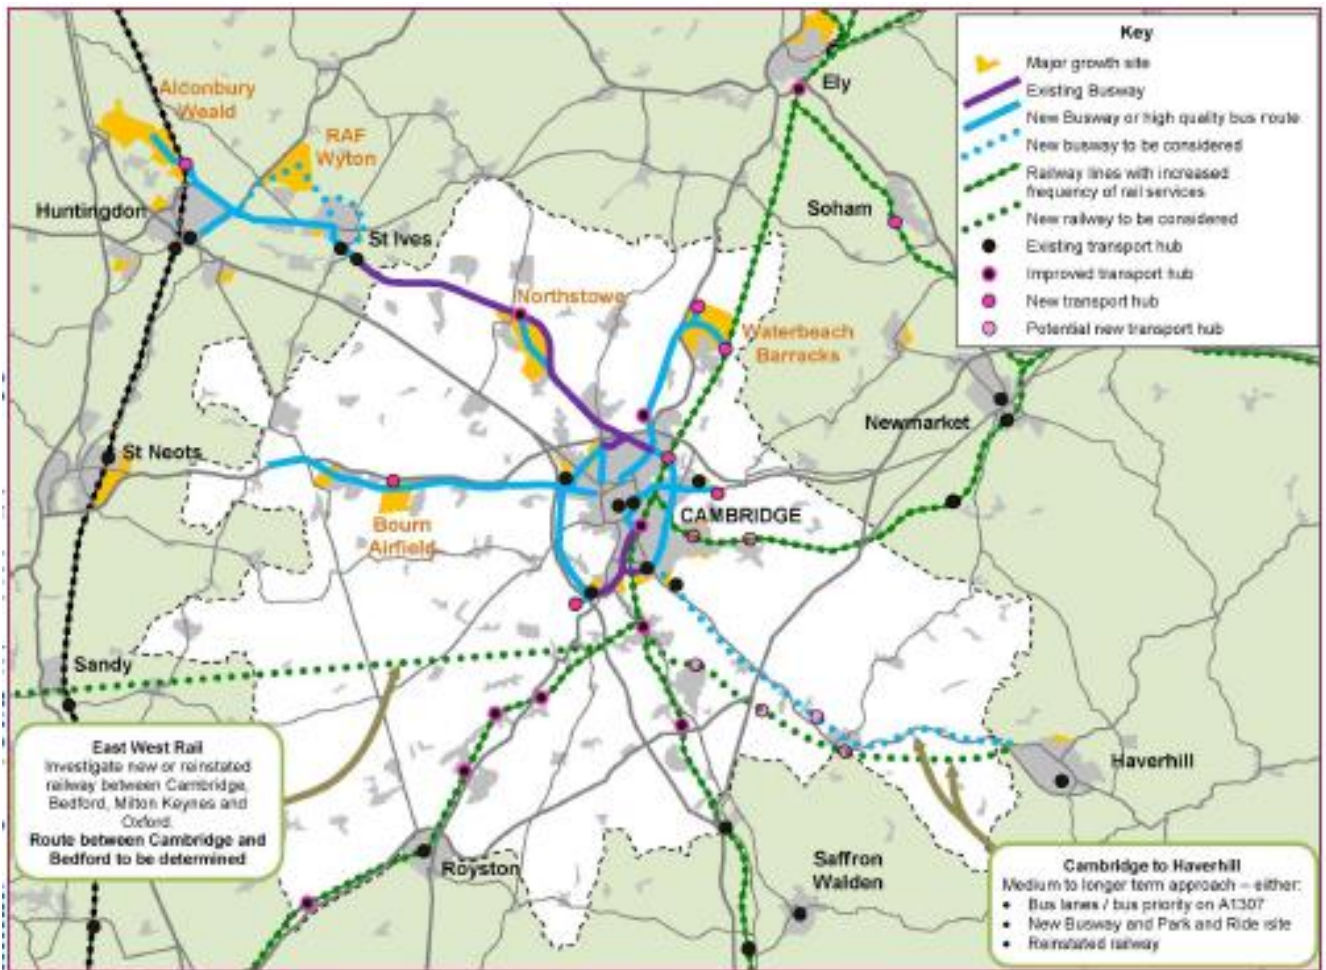 Key
Major growth site
Existing Busway
New Busway or high quality bus route
New busway to be considered
Railway lines with increased
frequency of rail services
New railway to be considered
Existing transport hub
Improved transport hub
New transport hub
Potential new transport hub
Ely
Alconbury
Weald
RAF
Wyton
Huntingdon
St Ives
Soham
Northstowe
Waterbeach
Barracks
Newmarket
St Neots
CAMBRIDGE
Bourn
Airfield
Sandy
East West Rail
Investigate new or reinstated
railway between Cambridge,
Bedford, Milton Keynes and
Oxford.
Route between Cambridge and
Bedford to be determined
Haverhill
Royston
Saffron
Walden
Cambridge to Haverhill
Medium to longer term approach – either:
• Bus lanes / bus priority on A1307
• New Busway and Park and Ride site
• Reinstated railway